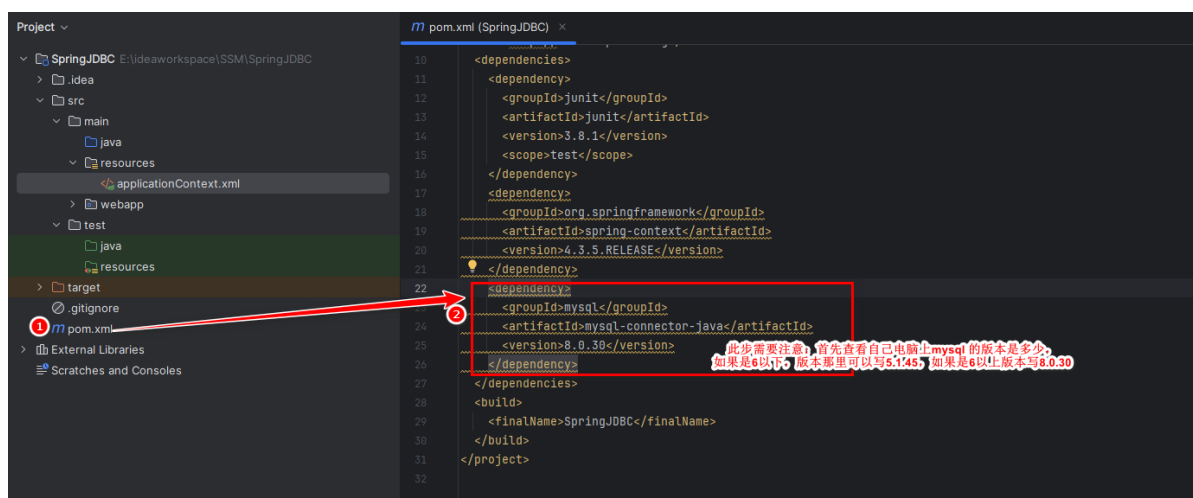 Project
SpringJDBC E:\ideaworkspace\SSM\SpringJDBC
.idea
src
main
java
resources
applicationContext.xml
webapp
test
java
resources
target
.gitignore
1
pom.xml
External Libraries
Scratches and Consoles
pom.xml (SpringJDBC)
10 <dependencies>
11 <dependency>
12 <groupId>junit</groupId>
13 <artifactId>junit</artifactId>
14 <version>3.8.1</version>
15 <scope>test</scope>
16 </dependency>
17 <dependency>
18 <groupId>org.springframework</groupId>
19 <artifactId>spring-context</artifactId>
20 <version>4.3.5.RELEASE</version>
21 </dependency>
22 <dependency>
2
<groupId>mysql</groupId>
24 <artifactId>mysql-connector-java</artifactId>
25 <version>8.0.30</version>
此步需要注意:首先查看自己电脑上mysql 的版本是多少,
如果是6以下,版本那里可以写5.1.45,如果是6以上版本写8.0.30
26 </dependency>
27 </dependencies>
28 <build>
29 <finalName>SpringJDBC</finalName>
30 </build>
31 </project>
32